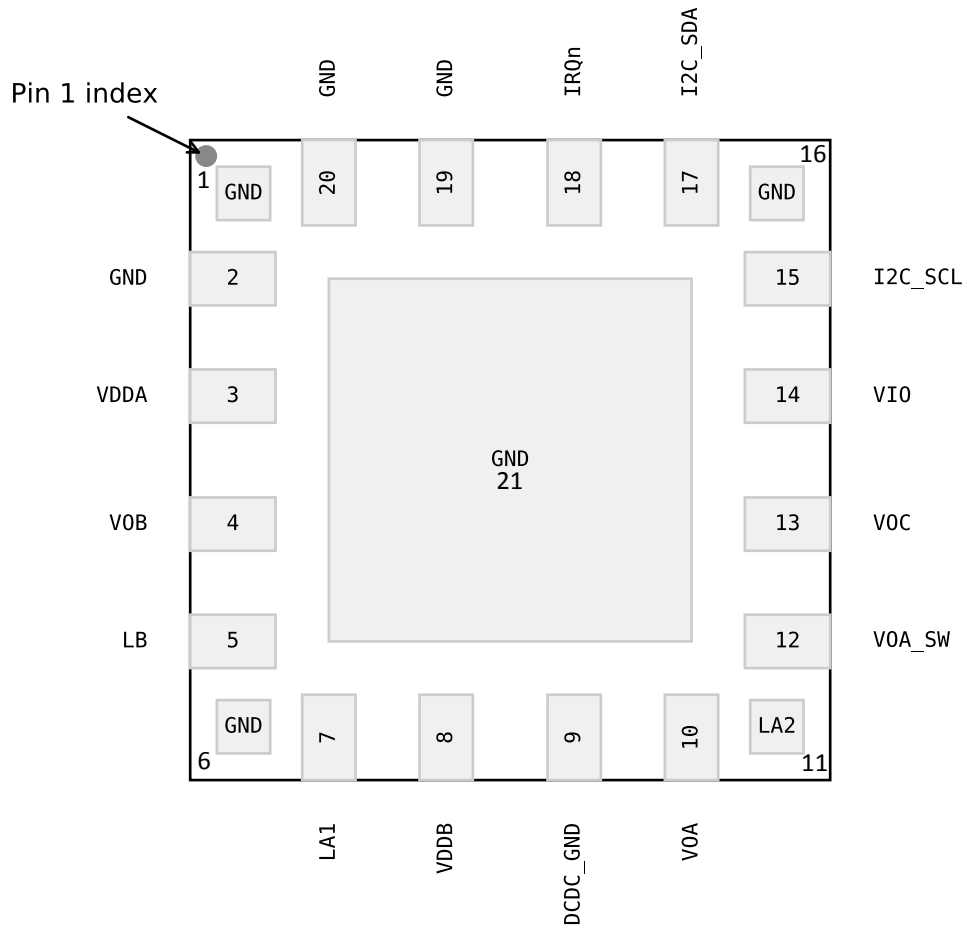 I2C_SDA
GND
GND
IRQn
Pin 1 index
16
1
GND
20
19
18
17
GND
GND
2
15
I2C_SCL
VDDA
3
14
VIO
GND
21
VOB
4
13
VOC
LB
5
12
VOA_SW
GND
6
7
8
9
10
LA2
11
LA1
VDDB
DCDC_GND
VOA